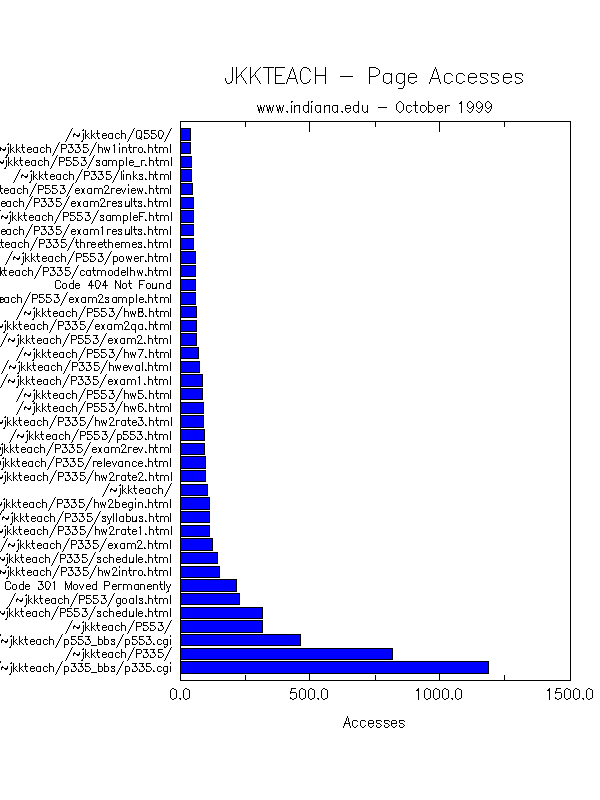 JKKTEACH – Page Accesses
www.indiana.edu – October 1999
/~jkkteach/Q550/
~jkkteach/P335/hw1intro.html
~jkkteach/P553/sample_r.html
/~jkkteach/P335/links.html
teach/P553/exam2review.html
each/P335/exam2results.html
/~jkkteach/P553/sampleF.html
each/P335/exam1results.html
kkteach/P335/threethemes.html
/~jkkteach/P553/power.html
kkteach/P335/catmodelhw.html
Code 404 Not Found
each/P553/exam2sample.html
/~jkkteach/P553/hw8.html
~jkkteach/P335/exam2qa.html
/~jkkteach/P553/exam2.html
/~jkkteach/P553/hw7.html
/~jkkteach/P335/hweval.html
/~jkkteach/P335/exam1.html
/~jkkteach/P553/hw5.html
/~jkkteach/P553/hw6.html
~jkkteach/P335/hw2rate3.html
/~jkkteach/P553/p553.html
~jkkteach/P335/exam2rev.html
~jkkteach/P335/relevance.html
~jkkteach/P335/hw2rate2.html
/~jkkteach/
~jkkteach/P335/hw2begin.html
/~jkkteach/P335/syllabus.html
~jkkteach/P335/hw2rate1.html
/~jkkteach/P335/exam2.html
/~jkkteach/P335/schedule.html
~jkkteach/P335/hw2intro.html
Code 301 Moved Permanently
/~jkkteach/P553/goals.html
/~jkkteach/P553/schedule.html
/~jkkteach/P553/
/~jkkteach/p553_bbs/p553.cgi
/~jkkteach/P335/
~jkkteach/p335_bbs/p335.cgi
0.0 500.0 1000.0 1500.0
Accesses